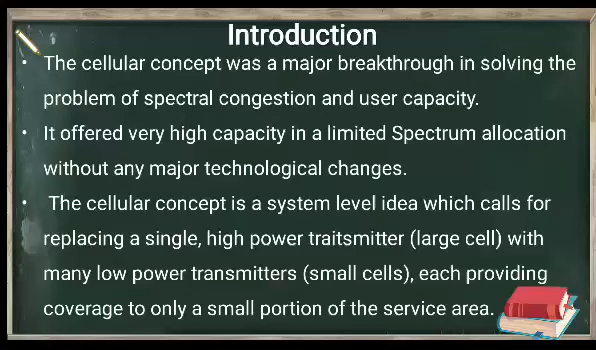 Introduction
• The cellular concept was a major breakthrough in solving the
problem of spectral congestion and user capacity.
• It offered very high capacity in a limited Spectrum allocation
without any major technological changes.
• The cellular concept is a system level idea which calls for
replacing a single, high power traitsmitter (large cell) with
many low power transmitters (small cells), each providing
coverage to only a small portion of the service area.